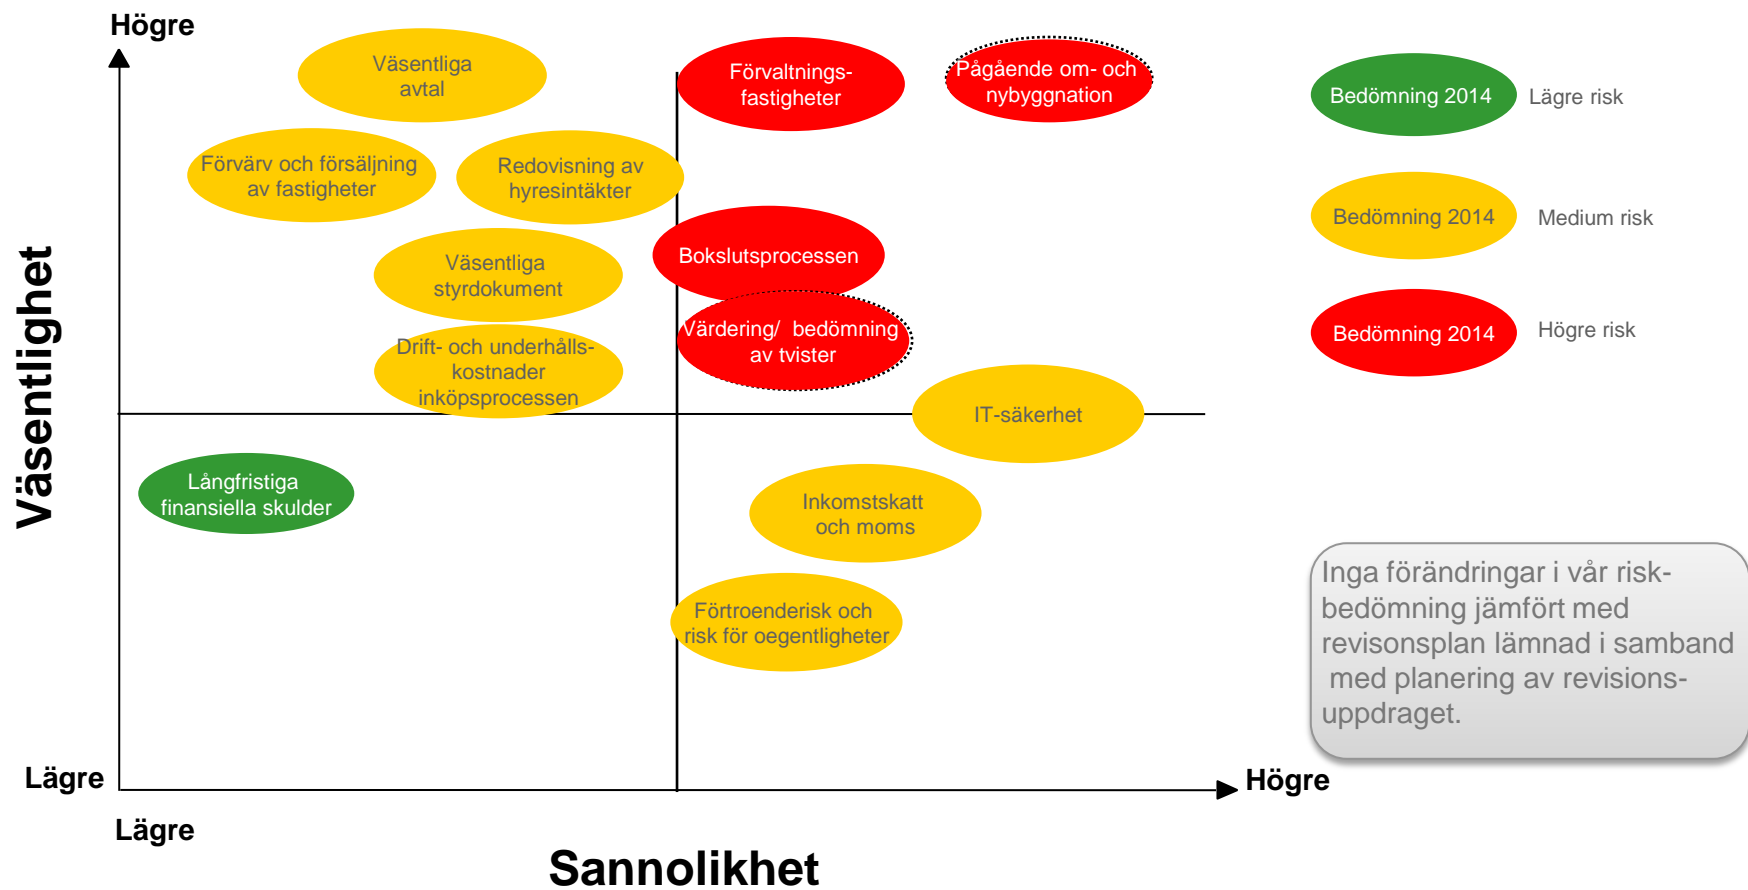 Högre
Väsentliga
avtal
Förvaltnings-
fastigheter
Pågående om- och
nybyggnation
Bedömning 2014
Lägre risk
Förvärv och försäljning
av fastigheter
Redovisning av
hyresintäkter
Bedömning 2014
Medium risk
Väsentliga
styrdokument
Bokslutsprocessen
Värdering/ bedömning
av tvister
Bedömning 2014
Högre risk
Drift- och underhålls-
kostnader
inköpsprocessen
IT-säkerhet
Väsentlighet
Långfristiga
finansiella skulder
Inkomstskatt
och moms
Förtroenderisk och
risk för oegentligheter
Inga förändringar i vår risk-
bedömning jämfört med
revisonsplan lämnad i samband
med planering av revisions-
uppdraget.
Lägre
Högre
Lägre
Sannolikhet